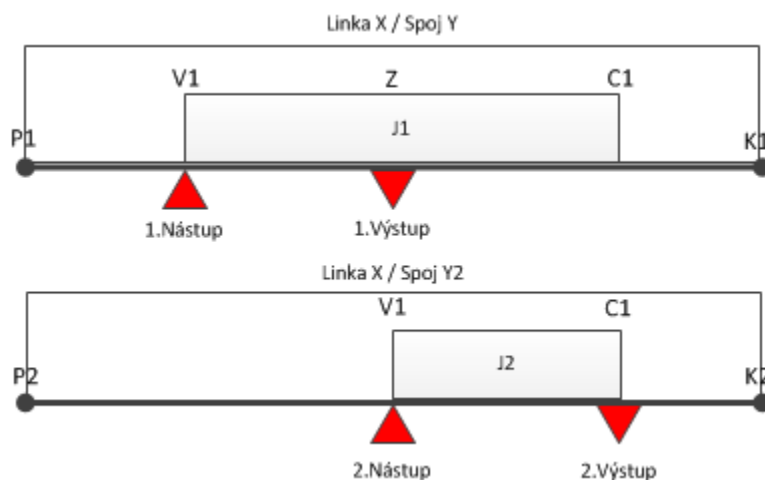 Linka X / Spoj Y
V1 Z C1
J1
P1 K1
1.Nástup 1.Výstup
Linka X / Spoj Y2
V1 C1
J2
P2 K2
2.Nástup 2.Výstup